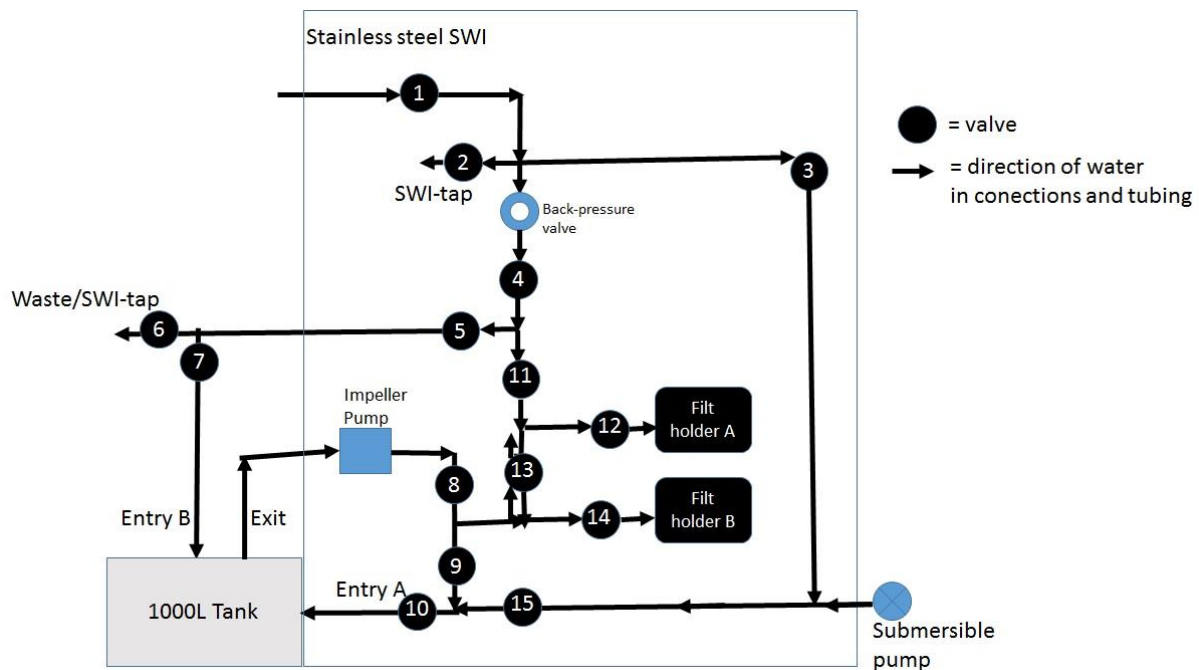 Stainless steel SWI
1
= valve
2
3
= direction of water
in conections and tubing
SWI-tap
Back-pressure
valve
4
Waste/SWI-tap
6
5
7
11
Impeller
Pump
12
Filt
holder A
13
8
Entry B
Exit
14
Filt
holder B
9
Entry A
10
15
1000L Tank
Submersible
pump